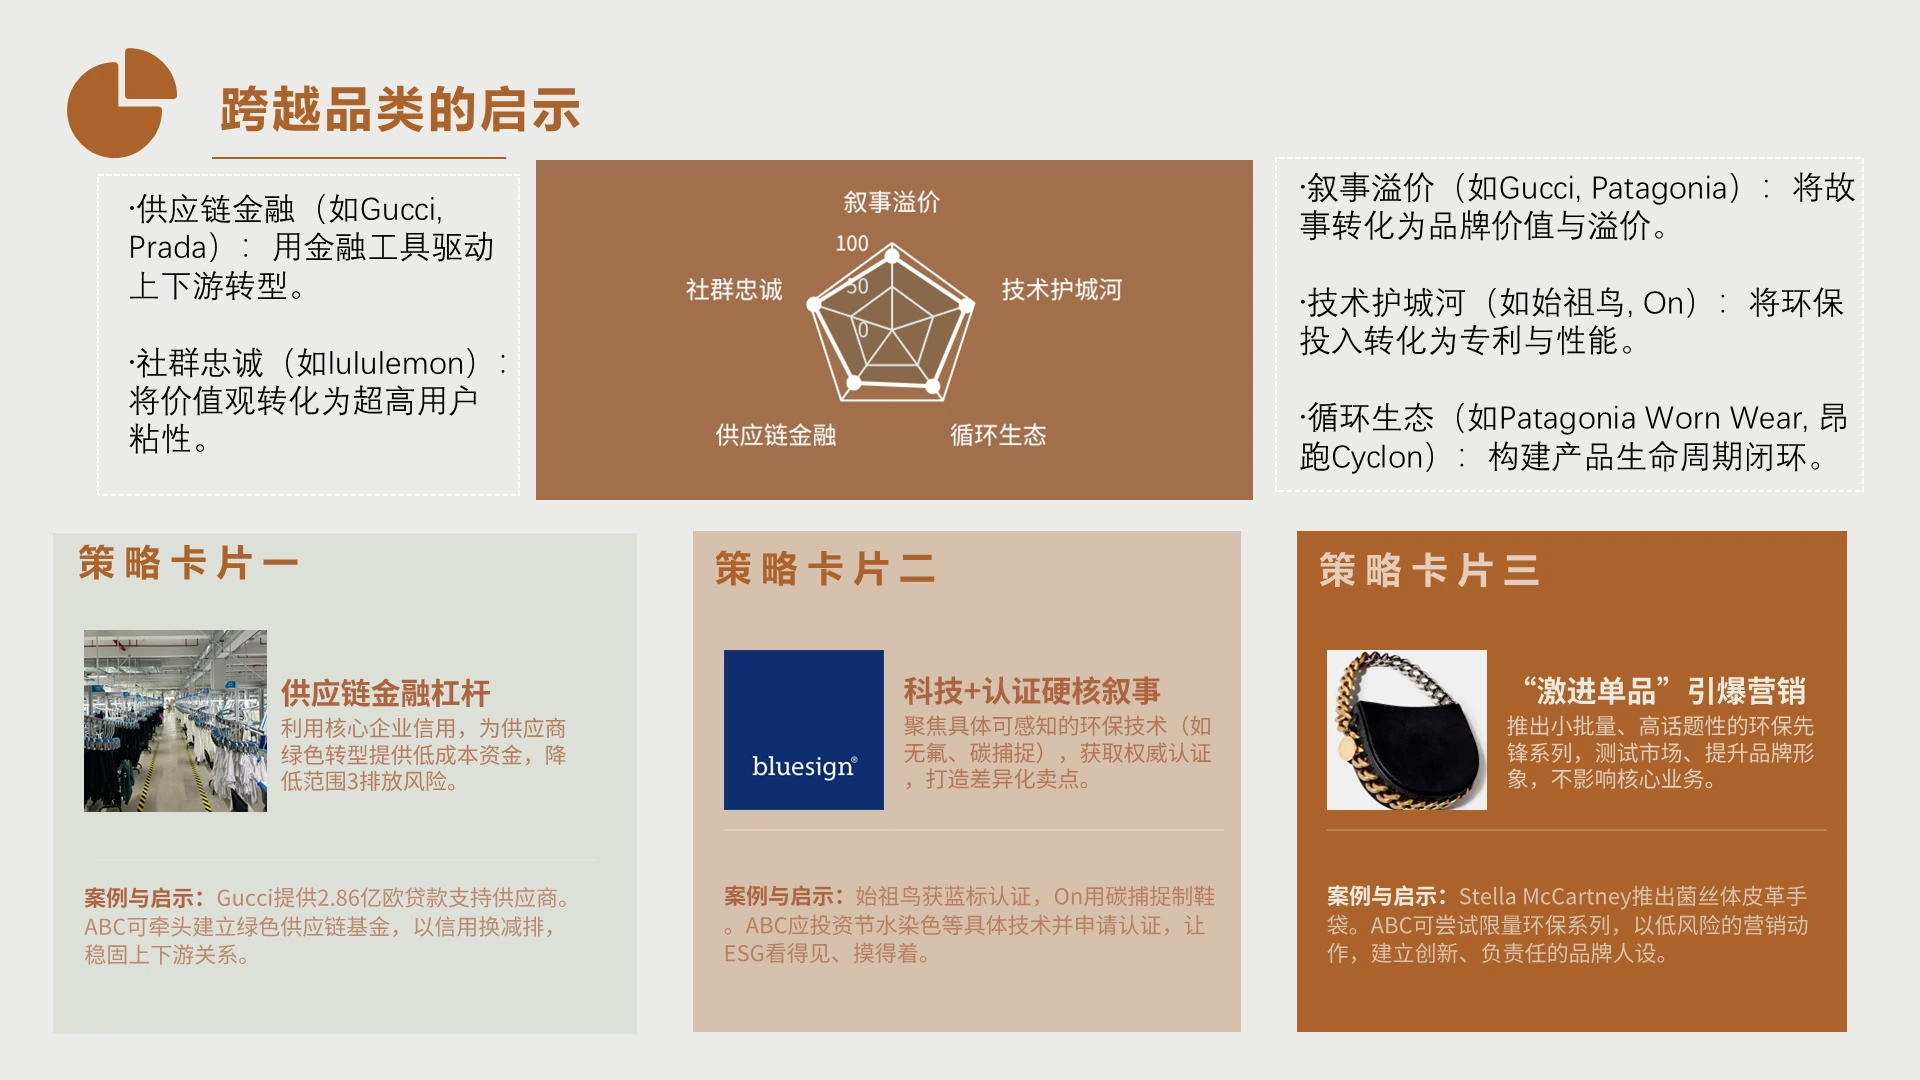 跨越品类的启示
·供应链金融（如Gucci,
Prada）：用金融工具驱动
上下游转型。
·社群忠诚（如lululemon）：
将价值观转化为超高用户
粘性。
叙事溢价
100
社群忠诚
50
技术护城河
0
供应链金融
循环生态
·叙事溢价（如Gucci, Patagonia）：将故
事转化为品牌价值与溢价。
·技术护城河（如始祖鸟, On）：将环保
投入转化为专利与性能。
·循环生态（如Patagonia Worn Wear, 昂
跑Cyclon）：构建产品生命周期闭环。
策略卡片一
供应链金融杠杆
利用核心企业信用，为供应商
绿色转型提供低成本资金，降
低范围3排放风险。
案例与启示：Gucci提供2.86亿欧贷款支持供应商。
ABC可牵头建立绿色供应链基金，以信用换减排，
稳固上下游关系。
策略卡片二
bluesign®
科技+认证硬核叙事
聚焦具体可感知的环保技术（如
无氟、碳捕捉），获取权威认证
，打造差异化卖点。
案例与启示：始祖鸟获蓝标认证，On用碳捕捉制鞋
。ABC应投资节水染色等具体技术并申请认证，让
ESG看得见、摸得着。
策略卡片三
“激进单品”引爆营销
推出小批量、高话题性的环保先
锋系列，测试市场、提升品牌形
象，不影响核心业务。
案例与启示：Stella McCartney推出菌丝体皮革手
袋。ABC可尝试限量环保系列，以低风险的营销动
作，建立创新、负责任的品牌人设。